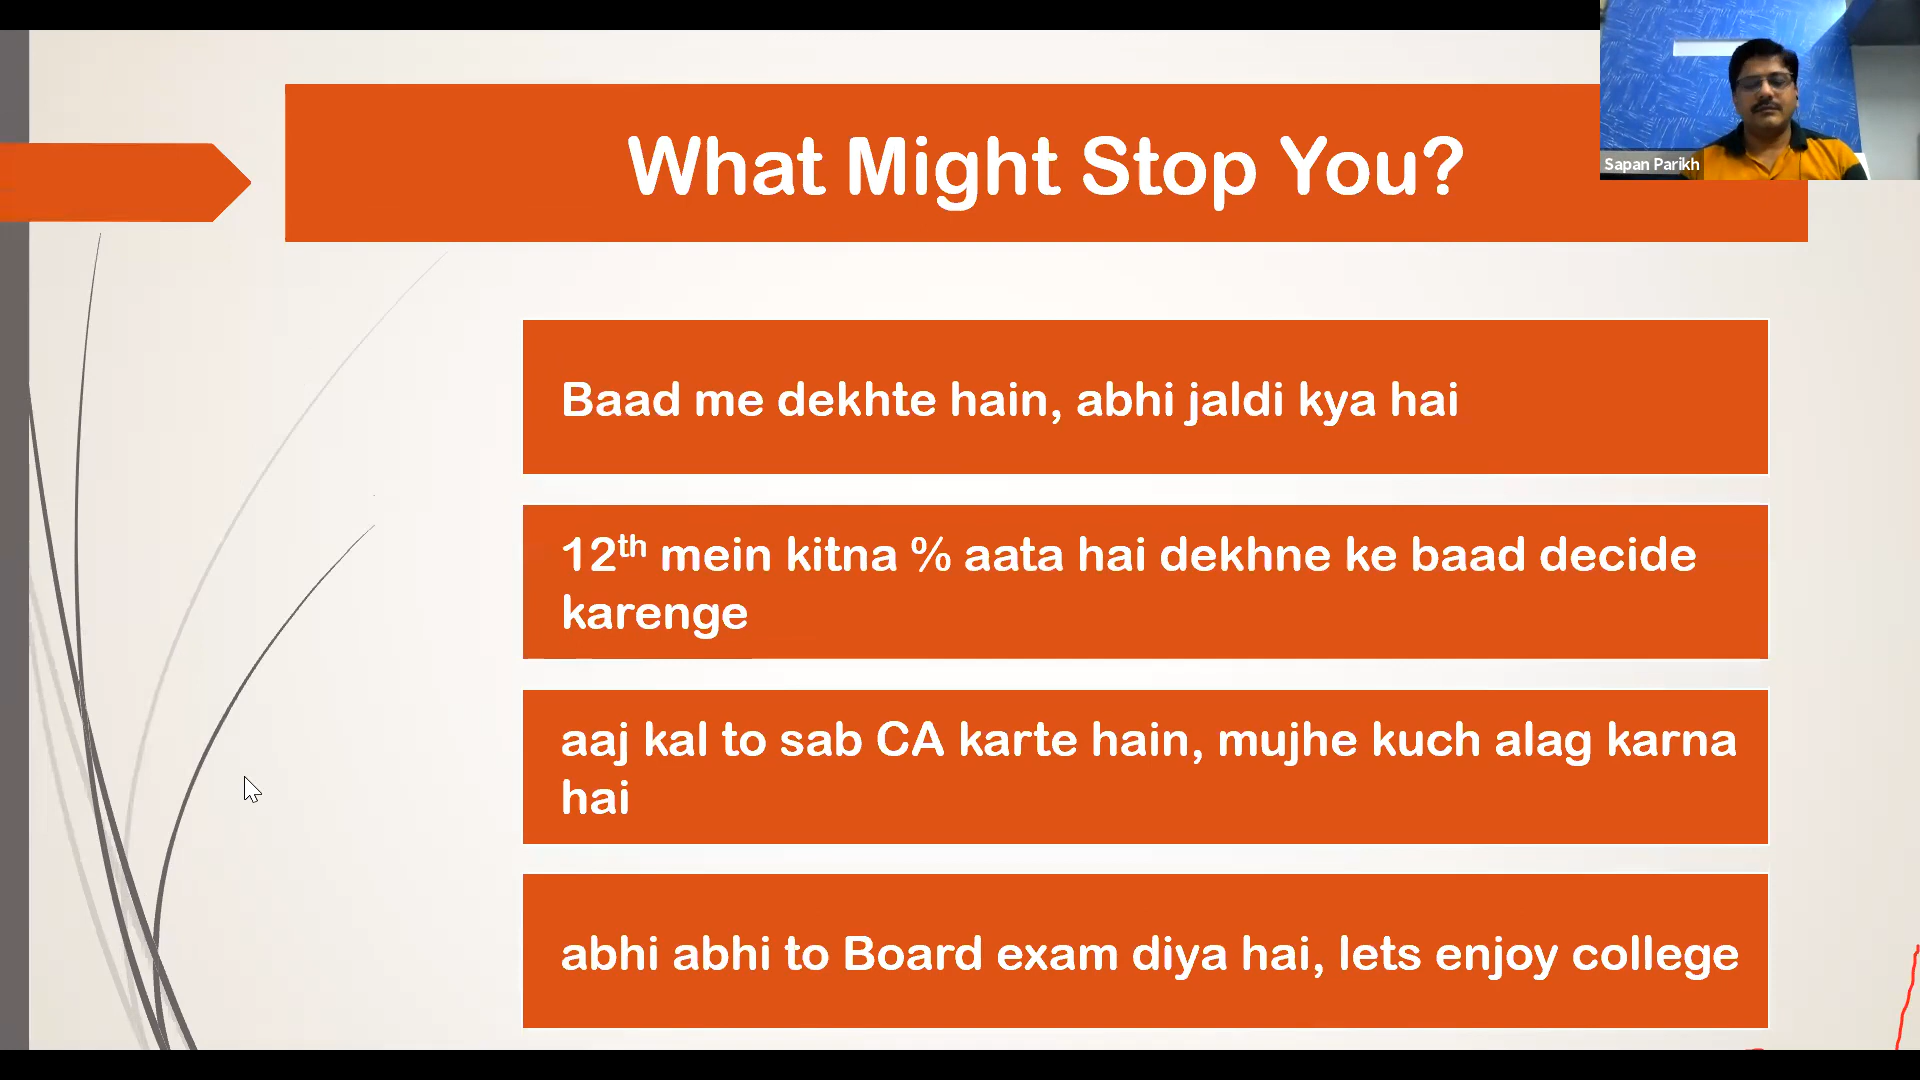 What Might Stop You?
Sapan Parikh
Baad me dekhte hain, abhi jaldi kya hai
12th mein kitna % aata hai dekhne ke baad decide
karenge
aaj kal to sab CA karte hain, mujhe kuch alag karna
hai
abhi abhi to Board exam diya hai, lets enjoy college